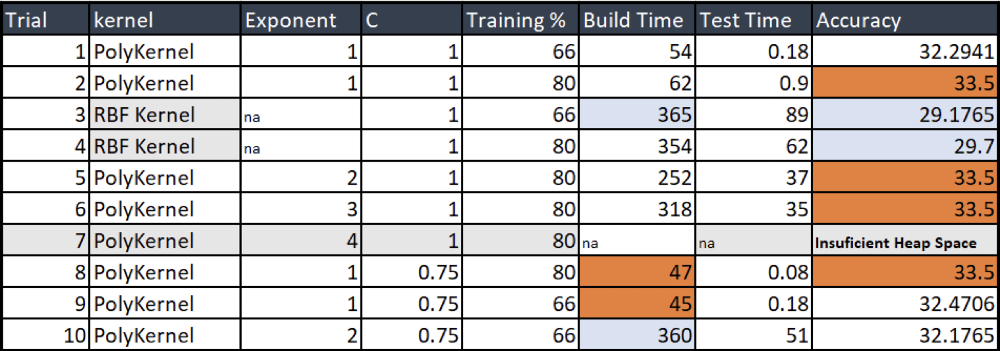 Trial kernel Exponent C Training % Build Time Test Time Accuracy
1 PolyKernel 1 1 66 54 0.18 32.2941
2 PolyKernel 1 1 80 62 0.9 33.5
3 RBF Kernel na 1 66 365 89 29.1765
4 RBF Kernel na 1 80 354 62 29.7
5 PolyKernel 2 1 80 252 37 33.5
6 PolyKernel 3 1 80 318 35 33.5
7 PolyKernel 4 1 80 na na Insuficient Heap Space
8 PolyKernel 1 0.75 80 47 0.08 33.5
9 PolyKernel 1 0.75 66 45 0.18 32.4706
10 PolyKernel 2 0.75 66 360 51 32.1765